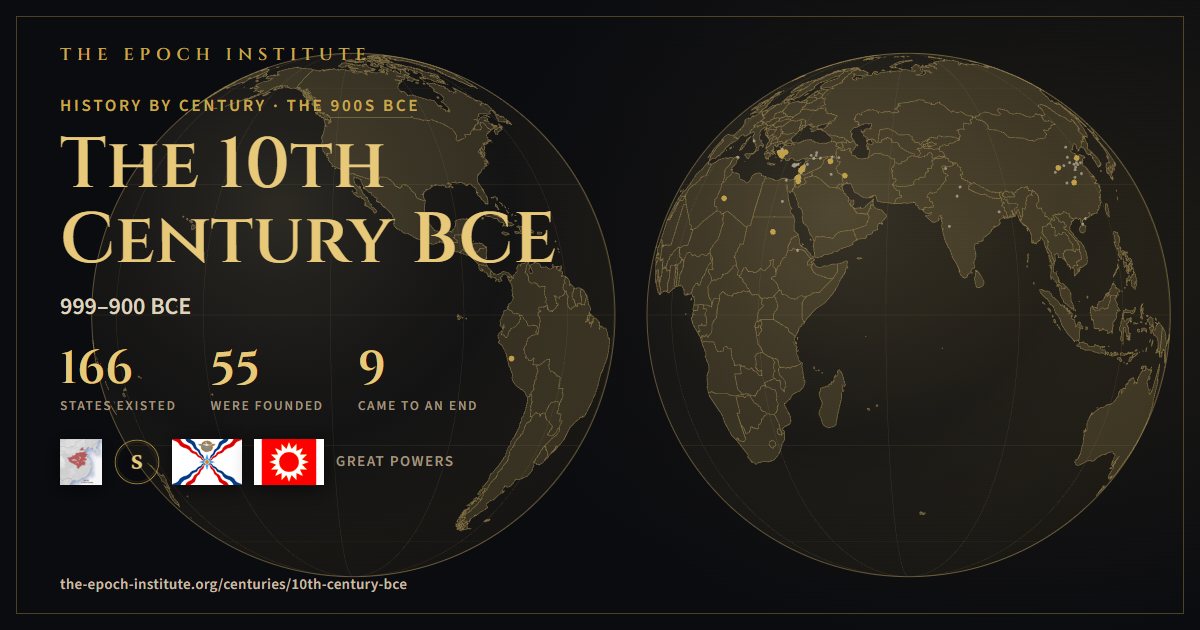 THE EPOCH INSTITUTE
HISTORY BY CENTURY · THE 900S BCE
THE 10TH
CENTURY BCE
999–900 BCE
166 55 9
STATES EXISTED WERE FOUNDED CAME TO AN END
S GREAT POWERS
the-epoch-institute.org/centuries/10th-century-bce